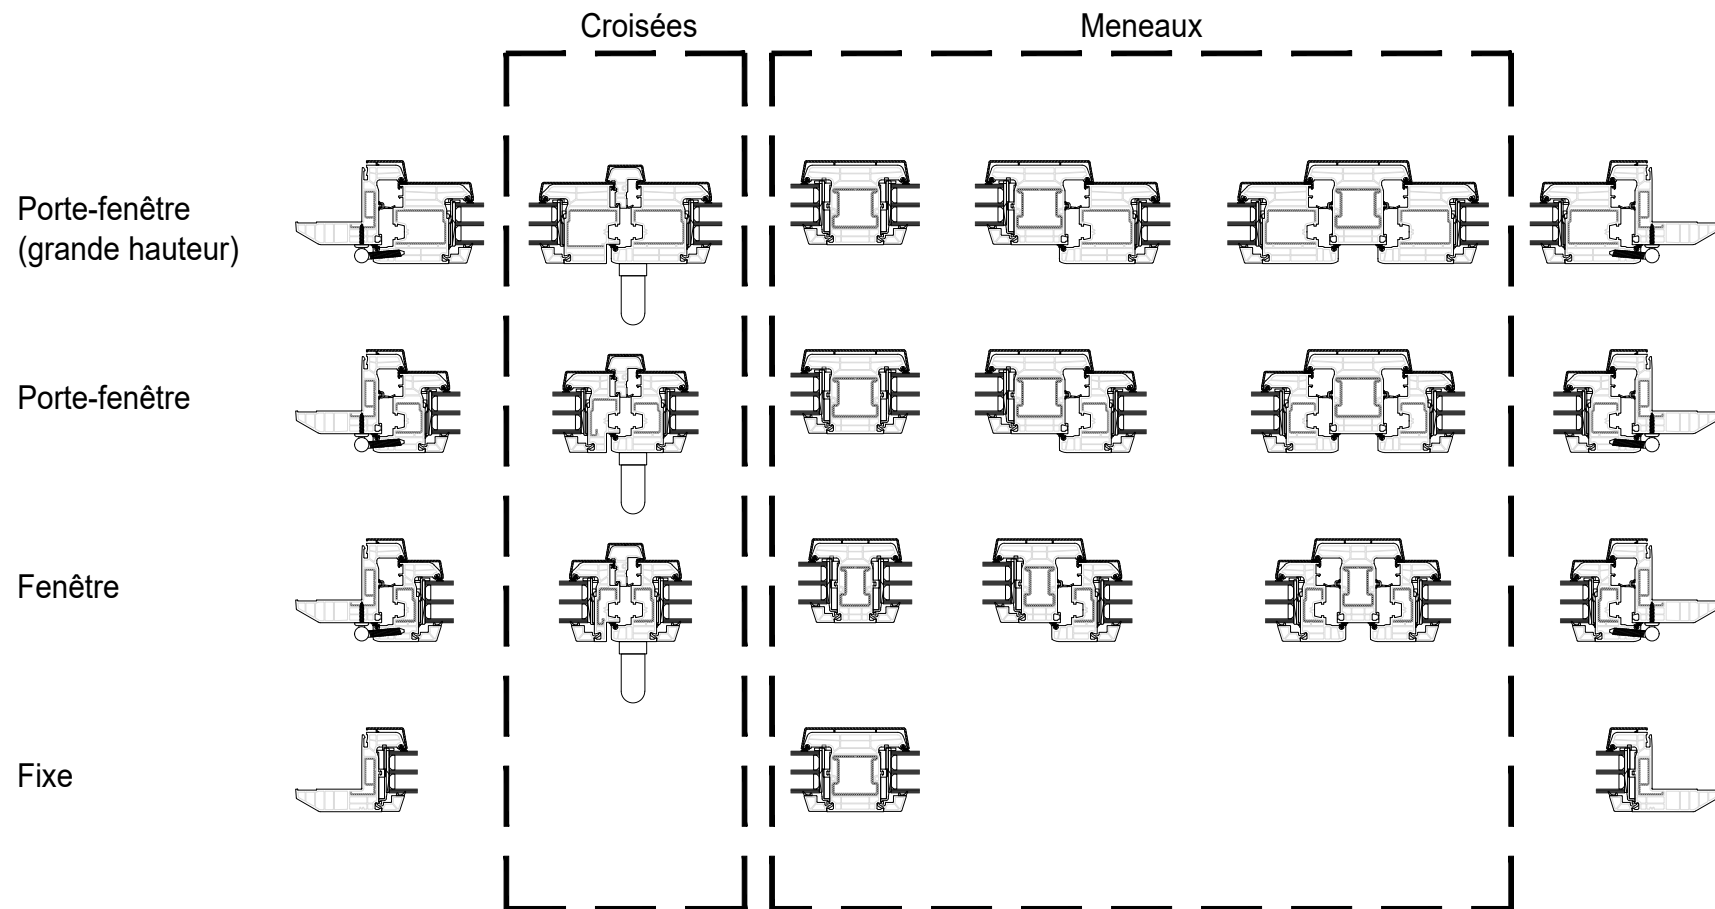 Croisées
Meneaux
Porte-fenêtre
(grande hauteur)
Porte-fenêtre
Fenêtre
Fixe